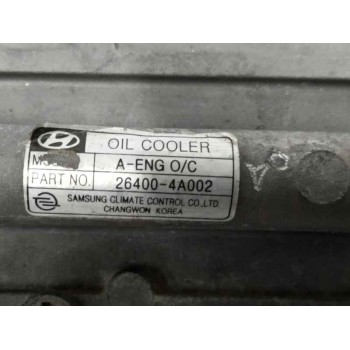 OIL COOLER
A-ENG O/C
PART NO. 26400-4A002
SAMSUNG CLIMATE CONTROL CO.,LTD
CHANGWON KOREA